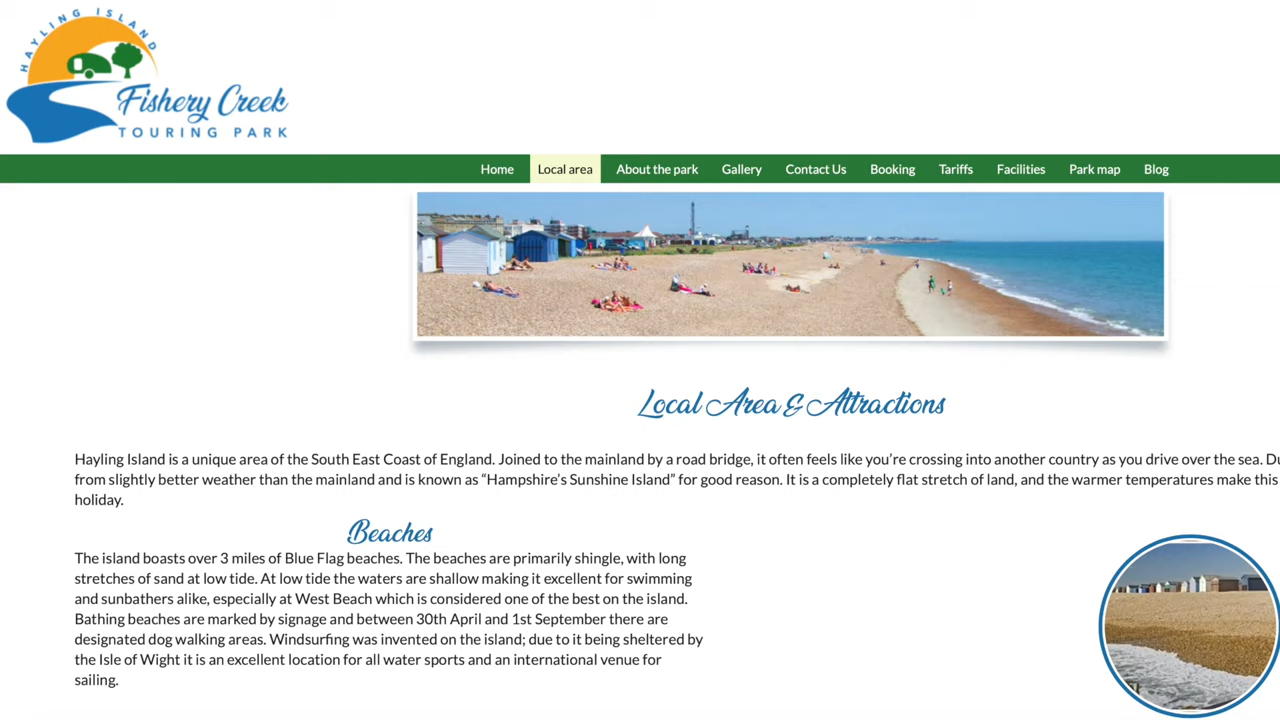 HAYLING ISLAND
Fishery Creek
TOURING PARK
Home Local area About the park Gallery Contact Us Booking Tariffs Facilities Park map Blog
Local Area & Attractions
Hayling Island is a unique area of the South East Coast of England. Joined to the mainland by a road bridge, it often feels like you’re crossing into another country as you drive over the sea. Du
from slightly better weather than the mainland and is known as “Hampshire’s Sunshine Island” for good reason. It is a completely flat stretch of land, and the warmer temperatures make this
holiday.
Beaches
The island boasts over 3 miles of Blue Flag beaches. The beaches are primarily shingle, with long
stretches of sand at low tide. At low tide the waters are shallow making it excellent for swimming
and sunbathers alike, especially at West Beach which is considered one of the best on the island.
Bathing beaches are marked by signage and between 30th April and 1st September there are
designated dog walking areas. Windsurfing was invented on the island; due to it being sheltered by
the Isle of Wight it is an excellent location for all water sports and an international venue for
sailing.